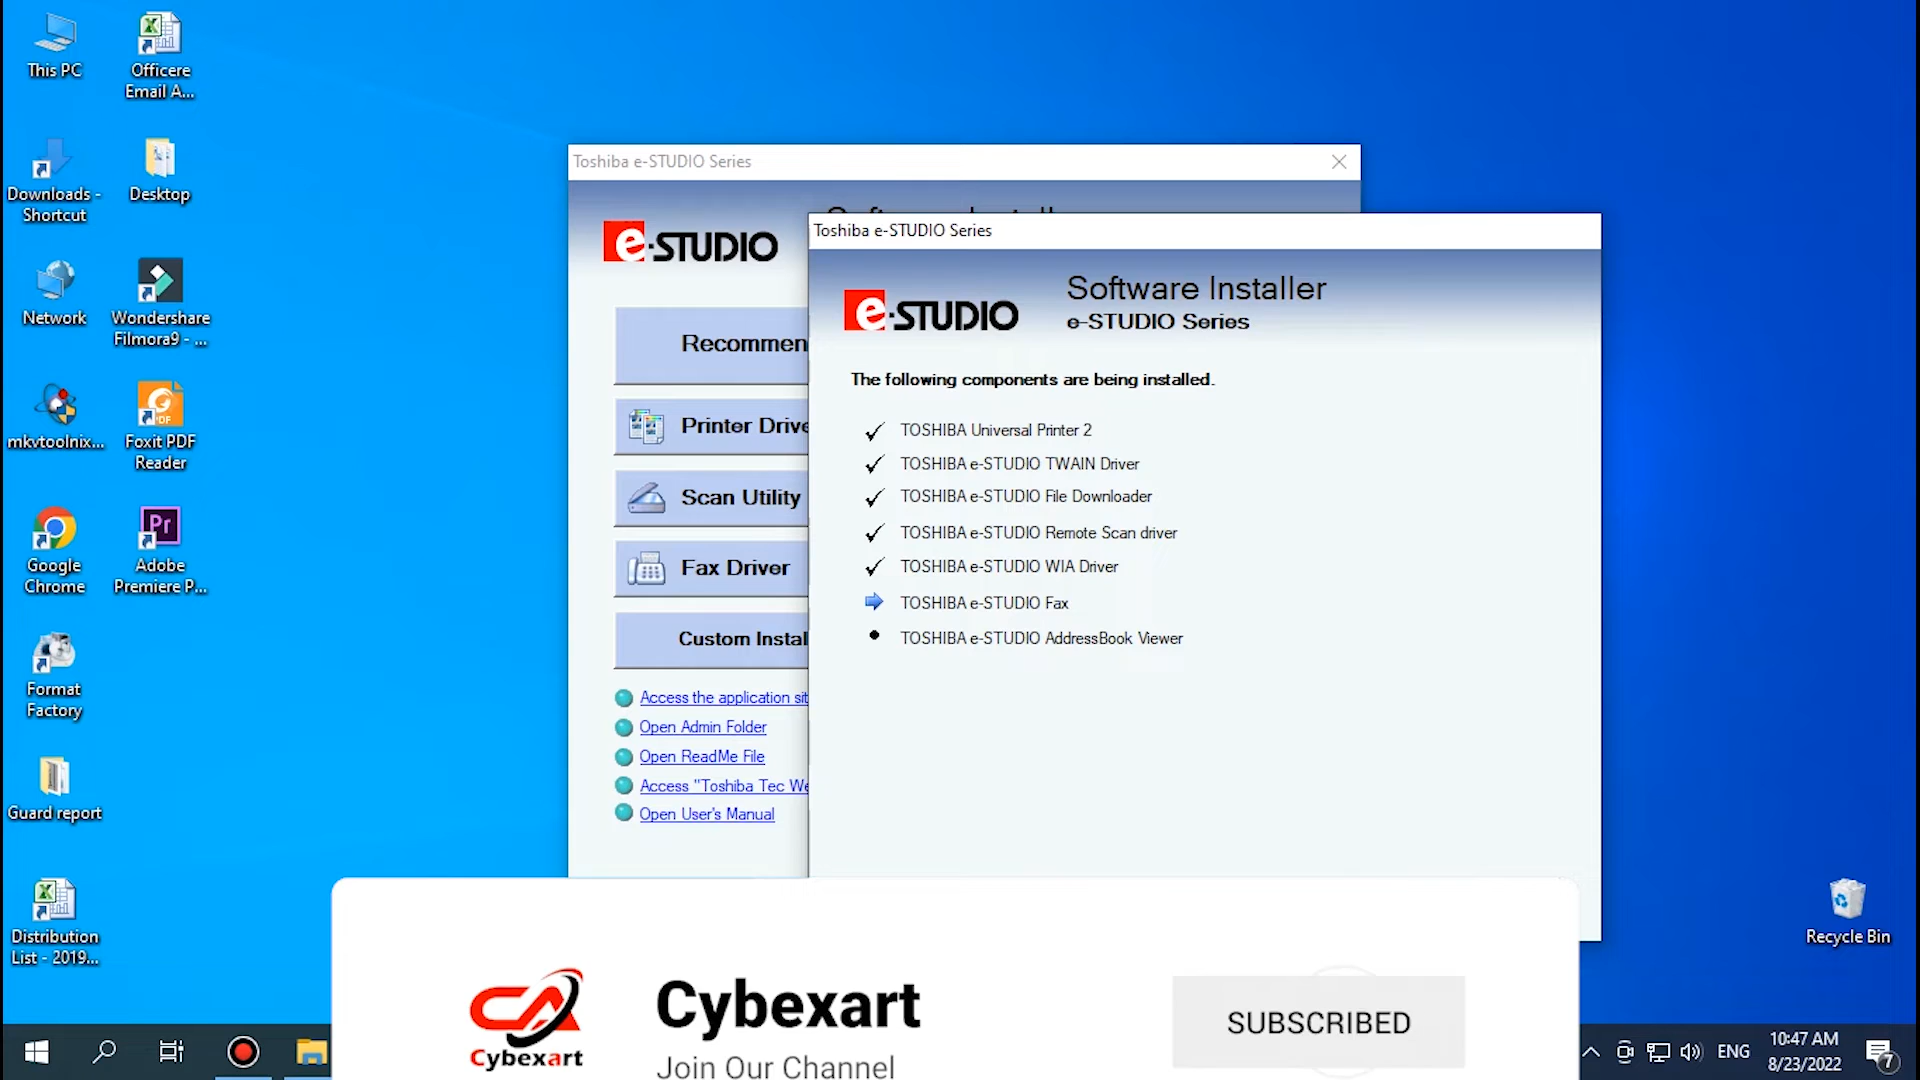 This PC
Officere
Email A...
Downloads -
Shortcut
Desktop
Network
Wondershare
Filmora9 - ...
mkvtoolnix...
Foxit PDF
Reader
Google
Chrome
Adobe
Premiere P...
Format
Factory
Guard report
Distribution
List - 2019...
Recycle Bin
Toshiba e-STUDIO Series
e-STUDIO
Recommen
Printer Drive
Scan Utility
Fax Driver
Custom Instal
Access the application sit
Open Admin Folder
Open ReadMe File
Access "Toshiba Tec We
Open User's Manual
Toshiba e-STUDIO Series
e-STUDIO
Software Installer
e-STUDIO Series
The following components are being installed.
TOSHIBA Universal Printer 2
TOSHIBA e-STUDIO TWAIN Driver
TOSHIBA e-STUDIO File Downloader
TOSHIBA e-STUDIO Remote Scan driver
TOSHIBA e-STUDIO WIA Driver
TOSHIBA e-STUDIO Fax
TOSHIBA e-STUDIO AddressBook Viewer
Cybexart
Cybexart
Join Our Channel
SUBSCRIBED
ENG
10:47 AM
8/23/2022
7